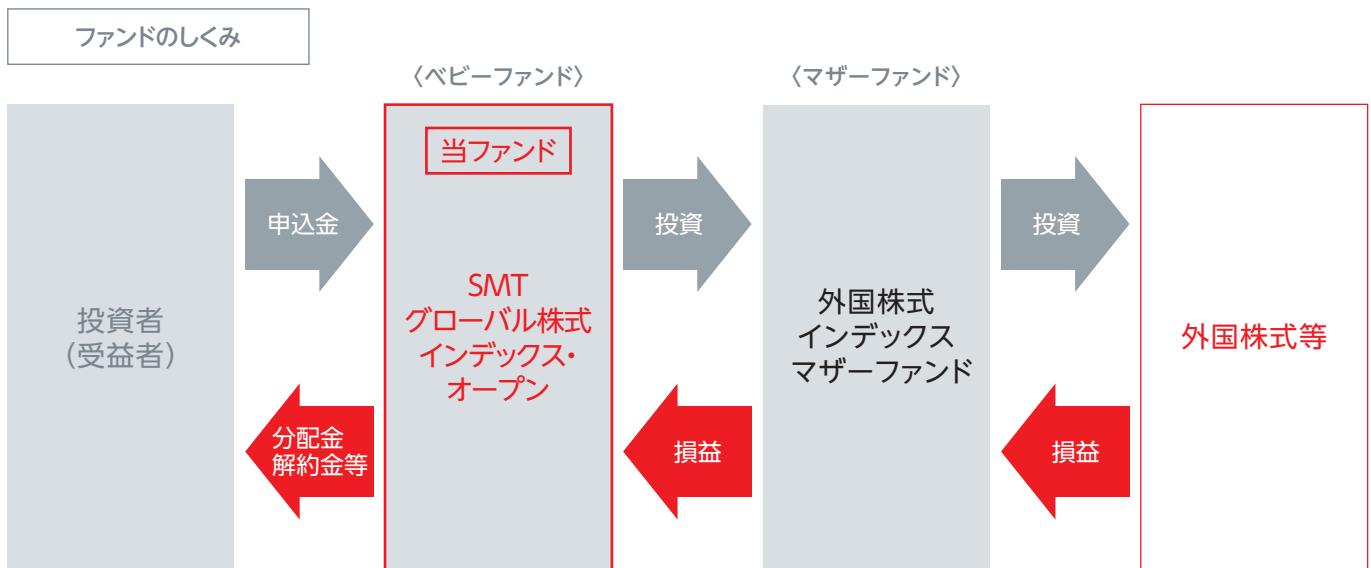 ファンドのしくみ
〈ベビーファンド〉
〈マザーファンド〉
投資者
(受益者)
申込金
分配金
解約金等
当ファンド
SMT
グローバル株式
インデックス・
オープン
投資
損益
外国株式
インデックス
マザーファンド
投資
損益
外国株式等